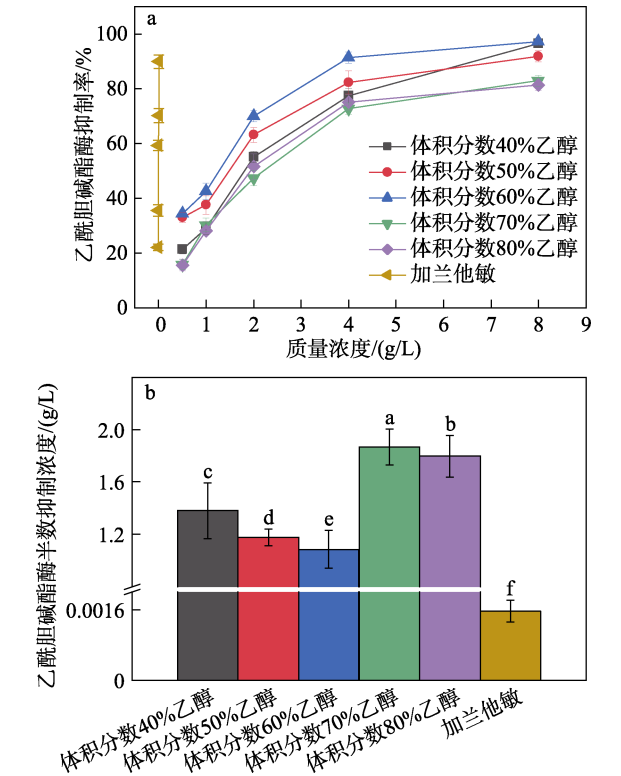 a
乙酰胆碱酯酶抑制率/%
100
80
60
40
20
0
体积分数40%乙醇
体积分数50%乙醇
体积分数60%乙醇
体积分数70%乙醇
体积分数80%乙醇
加兰他敏
0 1 2 3 4 5 6 7 8 9
质量浓度/(g/L)
b
乙酰胆碱酯酶半数抑制浓度/(g/L)
2.0
1.6
1.2
0.0016
0
c
d
e
a
b
f
体积分数40%乙醇
体积分数50%乙醇
体积分数60%乙醇
体积分数70%乙醇
体积分数80%乙醇
加兰他敏